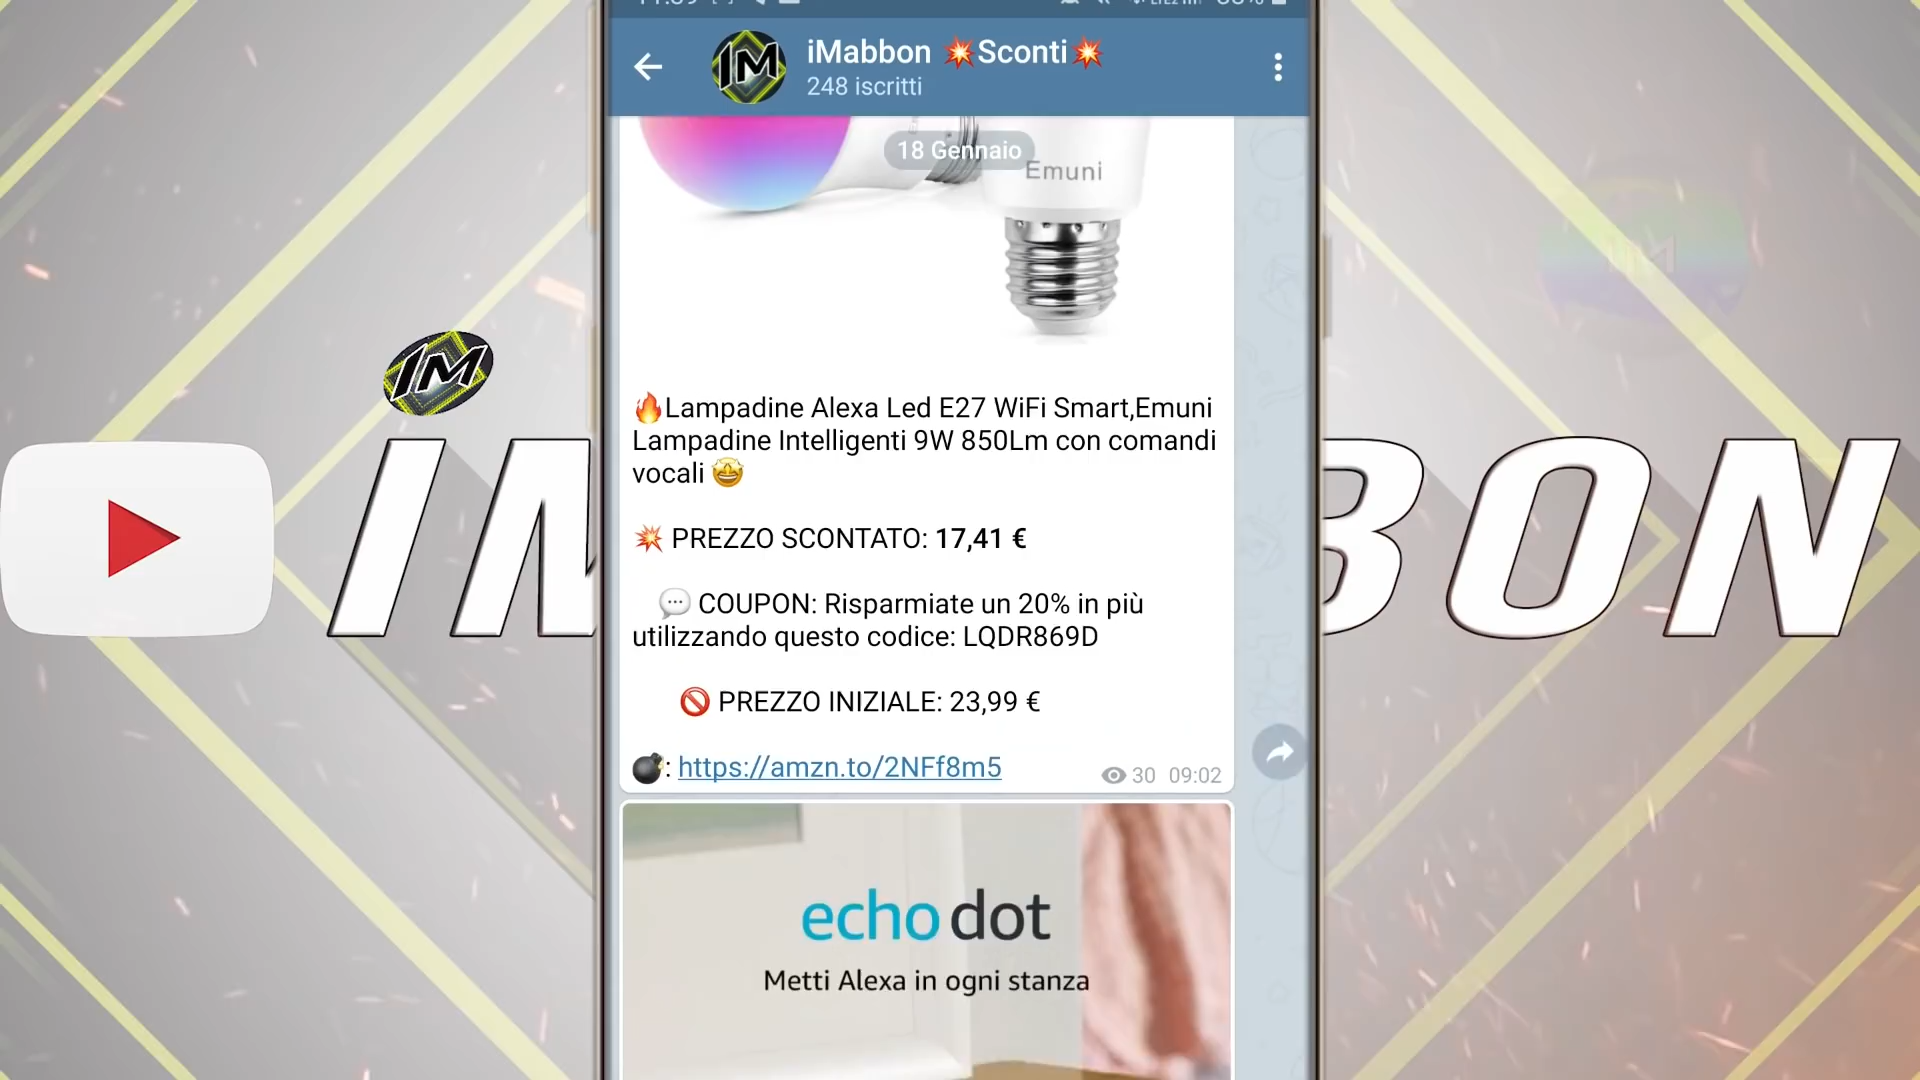 iMabbon 💥Sconti💥
248 iscritti
18 Gennaio
Emuni
IM
IM
🔥Lampadine Alexa Led E27 WiFi Smart,Emuni
Lampadine Intelligenti 9W 850Lm con comandi
vocali 🤩
💥 PREZZO SCONTATO: 17,41 €
💬 COUPON: Risparmiate un 20% in più
utilizzando questo codice: LQDR869D
🚫 PREZZO INIZIALE: 23,99 €
💣: https://amzn.to/2NFf8m5
30 09:02
echo dot
Metti Alexa in ogni stanza